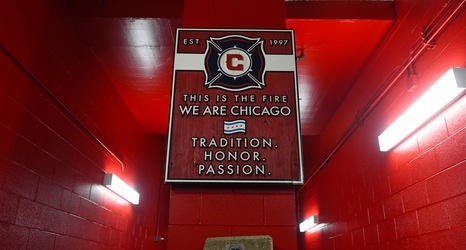 EST 1997
C
THIS IS THE FIRE
WE ARE CHICAGO
TRADITION.
HONOR.
PASSION.